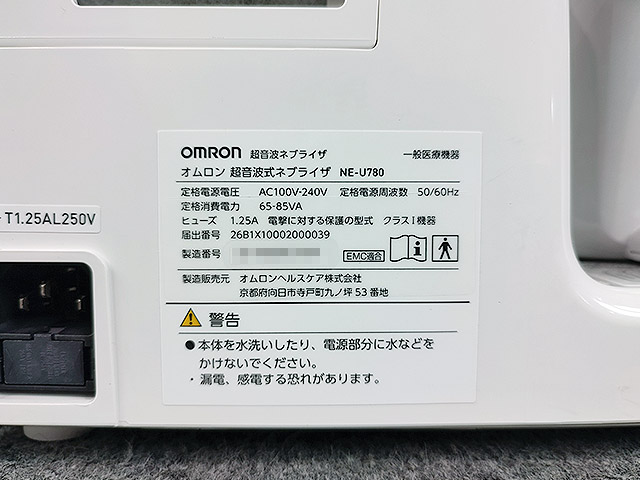 OMRON 超音波ネブライザ 一般医療機器
オムロン 超音波式ネブライザ NE-U780
定格電源電圧 AC100V-240V 定格電源周波数 50/60Hz
定格消費電力 65-85VA
ヒューズ 1.25A 電撃に対する保護の型式 クラスⅠ機器
届出番号 26B1X10002000039
製造番号 EMC適合
製造販売元 オムロンヘルスケア株式会社
京都府向日市寺戸町九ノ坪 53 番地
警告
●本体を水洗いしたり、電源部分に水などを
かけないでください。
・漏電、感電する恐れがあります。
T1.25AL250V